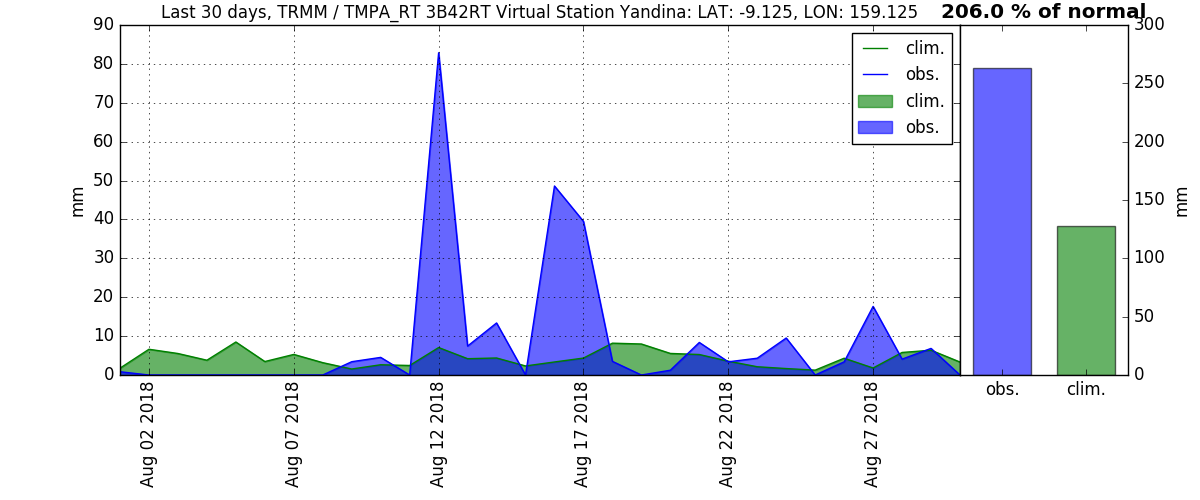 Last 30 days, TRMM / TMPA_RT 3B42RT Virtual Station Yandina: LAT: -9.125, LON: 159.125
206.0 % of normal
90
80
70
60
50
40
30
20
10
0
mm
clim.
obs.
clim.
obs.
Aug 02 2018
Aug 07 2018
Aug 12 2018
Aug 17 2018
Aug 22 2018
Aug 27 2018
300
250
200
150
100
50
0
mm
obs.
clim.